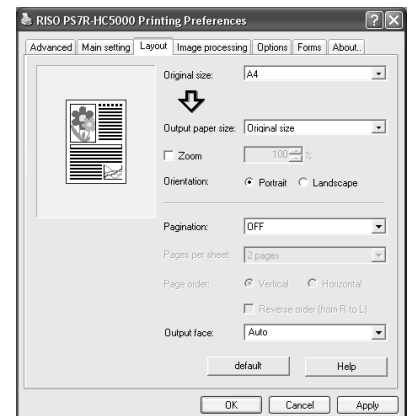 RISO PS7R-HC5000 Printing Preferences
Advanced Main setting Layout Image processing Options Forms About..
Original size: A4
Output paper size: Original size
Zoom 100 %
Orientation: Portrait Landscape
Pagination: OFF
Pages per sheet: 2 pages
Page order: Vertical Horizontal
Reverse order (from R to L)
Output face: Auto
default Help
OK Cancel Apply